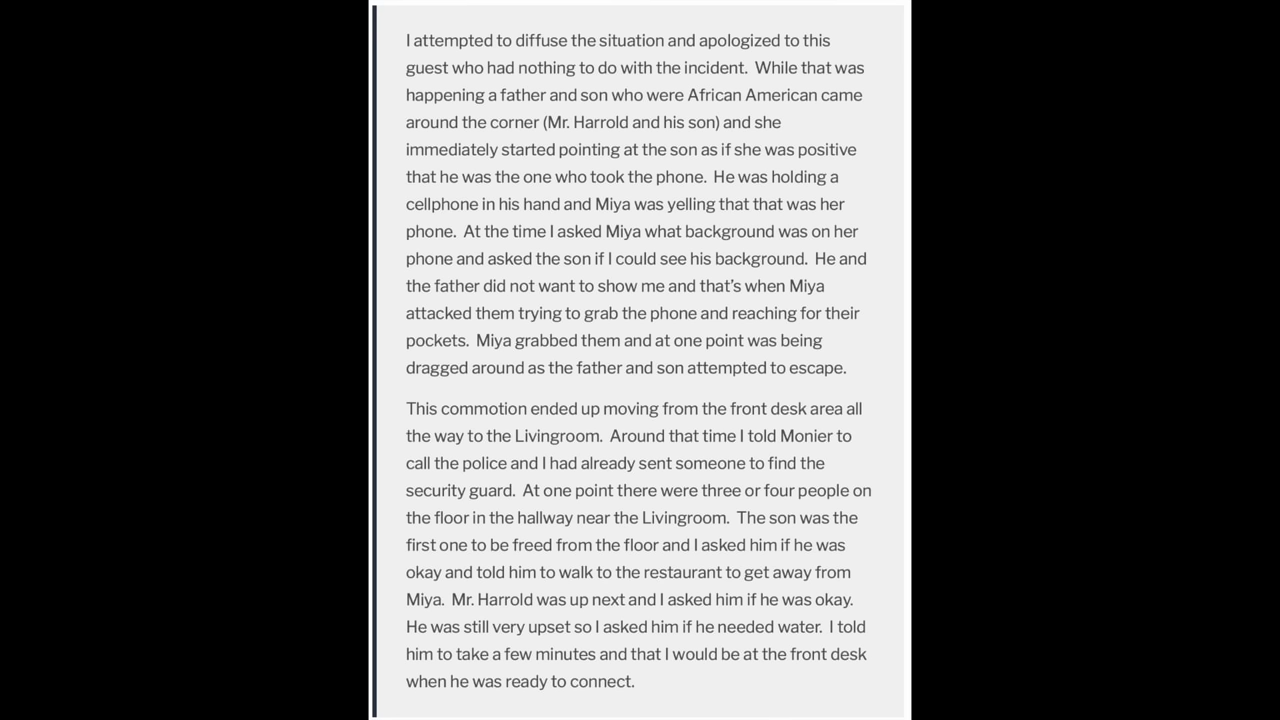 I attempted to diffuse the situation and apologized to this
guest who had nothing to do with the incident.  While that was
happening a father and son who were African American came
around the corner (Mr. Harrold and his son) and she
immediately started pointing at the son as if she was positive
that he was the one who took the phone.  He was holding a
cellphone in his hand and Miya was yelling that that was her
phone.  At the time I asked Miya what background was on her
phone and asked the son if I could see his background.  He and
the father did not want to show me and that’s when Miya
attacked them trying to grab the phone and reaching for their
pockets.  Miya grabbed them and at one point was being
dragged around as the father and son attempted to escape.
This commotion ended up moving from the front desk area all
the way to the Livingroom.  Around that time I told Monier to
call the police and I had already sent someone to find the
security guard.  At one point there were three or four people on
the floor in the hallway near the Livingroom.  The son was the
first one to be freed from the floor and I asked him if he was
okay and told him to walk to the restaurant to get away from
Miya.  Mr. Harrold was up next and I asked him if he was okay.
He was still very upset so I asked him if he needed water.  I told
him to take a few minutes and that I would be at the front desk
when he was ready to connect.